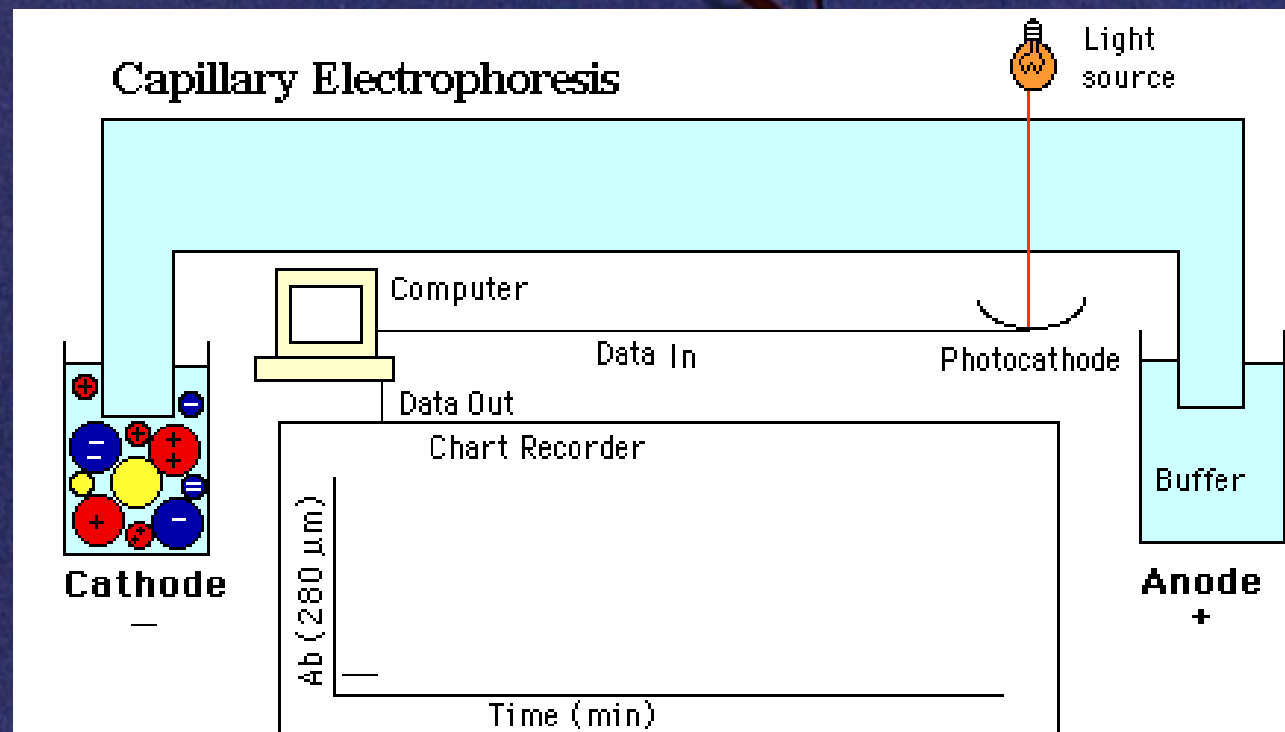 Capillary Electrophoresis
Light
source
Computer
Data In
Photocathode
Data Out
Chart Recorder
Buffer
Ab (280 µm)
Time (min)
Cathode
−
Anode
+